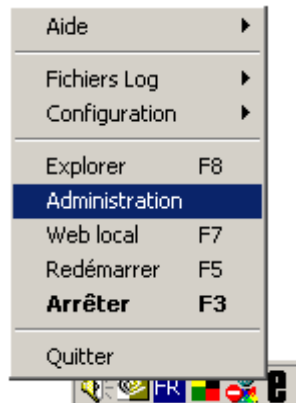 Aide
Fichiers Log
Configuration
Explorer F8
Administration
Web local F7
Redémarrer F5
Arrêter F3
Quitter
FR e